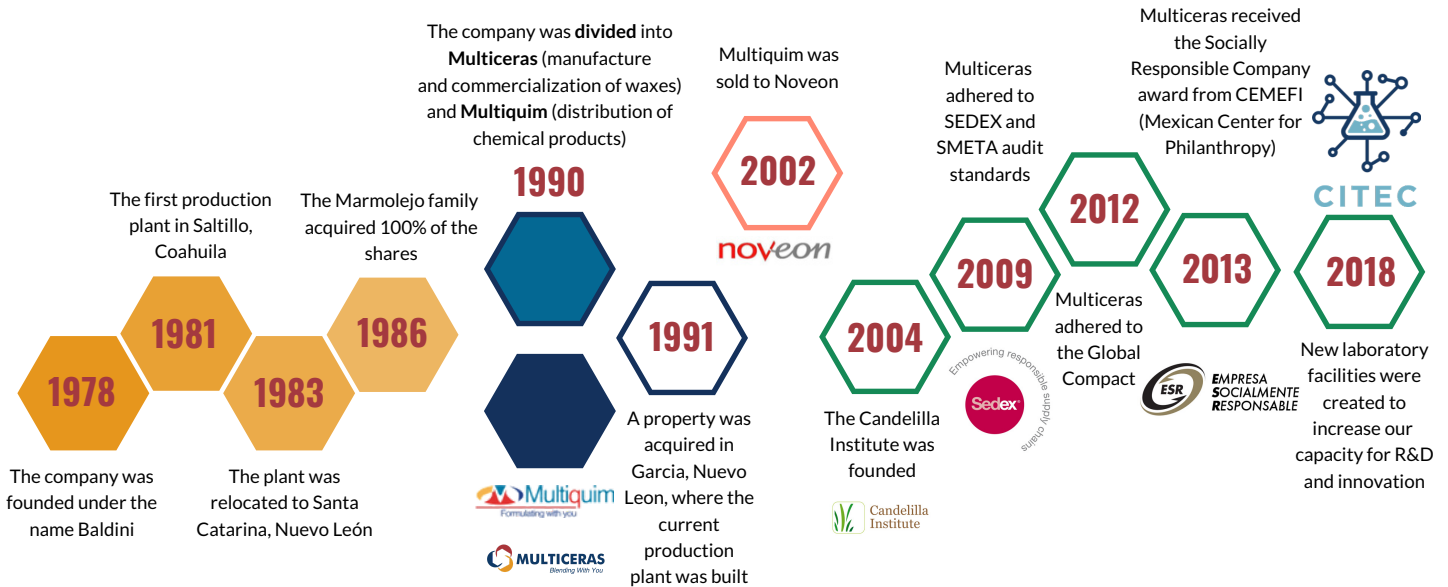 1978
The company was
founded under the
name Baldini
The first production
plant in Saltillo,
Coahuila
1981
1983
The plant was
relocated to Santa
Catarina, Nuevo León
The Marmolejo family
acquired 100% of the
shares
1986
The company was divided into
Multiceras (manufacture
and commercialization of waxes)
and Multiquim (distribution of
chemical products)
1990
Multiquim
Formulating with you
MULTICERAS
Blending With You
1991
A property was
acquired in
Garcia, Nuevo
Leon, where the
current
production
plant was built
Multiquim was
sold to Noveon
2002
noveon
2004
The Candelilla
Institute was
founded
Candelilla
Institute
Multiceras
adhered to
SEDEX and
SMETA audit
standards
2009
Empowering responsible supply chains
Sedex®
2012
Multiceras
adhered to
the Global
Compact
Multiceras received
the Socially
Responsible Company
award from CEMEFI
(Mexican Center for
Philanthropy)
2013
ESR
EMPRESA
SOCIALMENTE
RESPONSABLE
CITEC
2018
New laboratory
facilities were
created to
increase our
capacity for R&D
and innovation